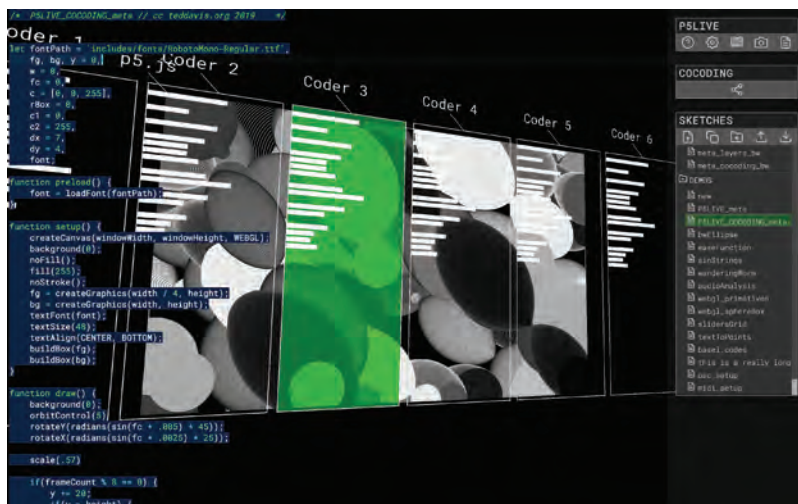 /* P5LIVE_COCODING_meta // cc teddavis.org 2019 */
oder 1
let fontPath = 'includes/fonts/RobotoMono-Regular.ttf',
fg, bg, y = 0,
w = 0,
fc = 0,
c = [0, 0, 255],
rBox = 0,
c1 = 0,
c2 = 255,
dx = 7,
dy = 4,
font;
function preload() {
font = loadFont(fontPath);
};
function setup() {
createCanvas(windowWidth, windowHeight, WEBGL);
background(0);
noFill();
fill(255);
noStroke();
fg = createGraphics(width / 4, height);
bg = createGraphics(width, height);
textFont(font);
textSize(48);
textAlign(CENTER, BOTTOM);
buildBox(fg);
buildBox(bg);
}
function draw() {
background(0);
orbitControl(5);
rotateY(radians(sin(fc * .005) * 45));
rotateX(radians(sin(fc * .0025) * 25));
scale(.57)
if(frameCount % 8 == 0) {
y += 20;
if(y > height) {
p5.js
Coder 2
Coder 3
Coder 4
Coder 5
Coder 6
P5LIVE
COCODING
SKETCHES
meta_layers_bw
meta_cocoding_bw
DEMOS
new
P5LIVE_meta
P5LIVE_COCODING_meta
bwEllipse
easeFunction
sinStrings
wanderingWorm
audioAnalysis
webgl_primitives
webgl_sphereBox
slidersGrid
textToPoints
basel_codes
this is a really long
osc_setup
midi_setup